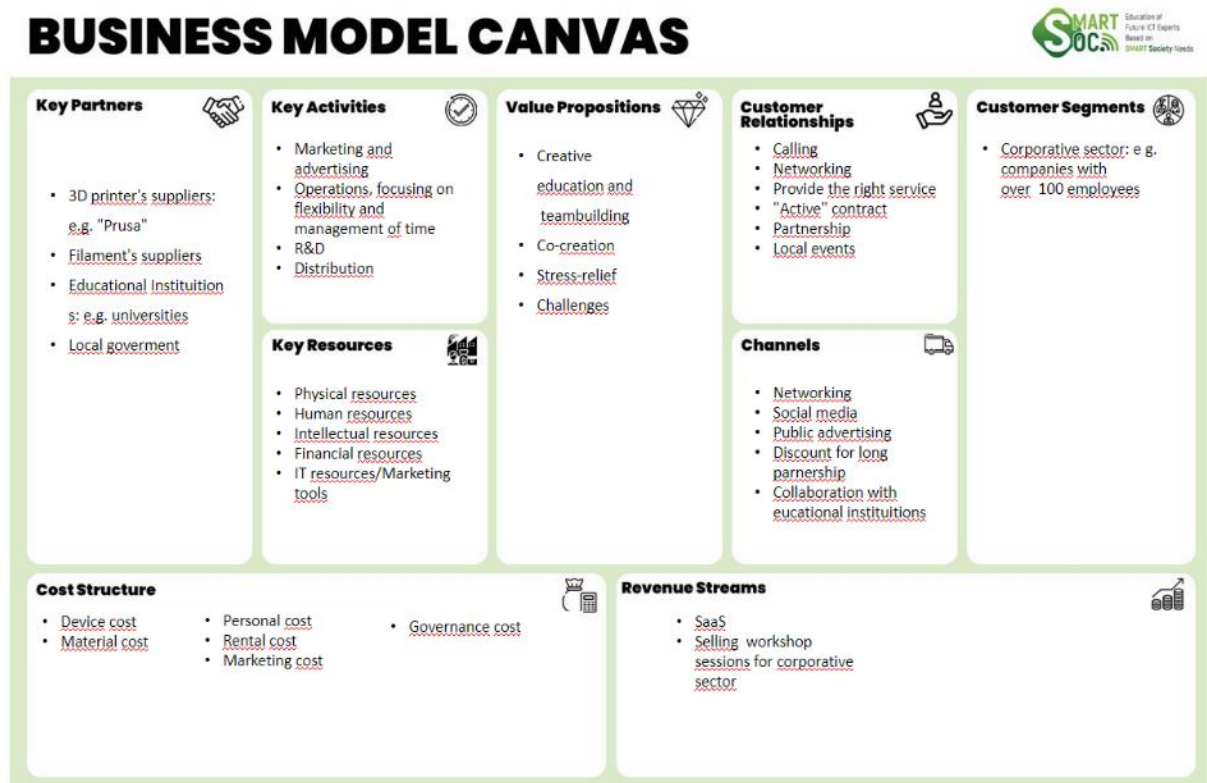 BUSINESS MODEL CANVAS
SMART
SOC
Education of
Future ICT Experts
Based on
SMART Society Needs
Key Partners
• 3D printer's suppliers:
e.g. "Prusa"
• Filament's suppliers
• Educational Instituition
s: e.g. universities
• Local goverment
Key Activities
• Marketing and
advertising
• Operations, focusing on
flexibility and
management of time
• R&D
• Distribution
Key Resources
• Physical resources
• Human resources
• Intellectual resources
• Financial resources
• IT resources/Marketing
tools
Value Propositions
• Creative
education and
teambuilding
• Co-creation
• Stress-relief
• Challenges
Customer
Relationships
• Calling
• Networking
• Provide the right service
• "Active" contract
• Partnership
• Local events
Channels
• Networking
• Social media
• Public advertising
• Discount for long
parnership
• Collaboration with
eucational instituitions
Customer Segments
• Corporative sector: e g.
companies with
over 100 employees
Cost Structure
• Device cost
• Material cost
• Personal cost
• Rental cost
• Marketing cost
• Governance cost
Revenue Streams
• SaaS
• Selling workshop
sessions for corporative
sector